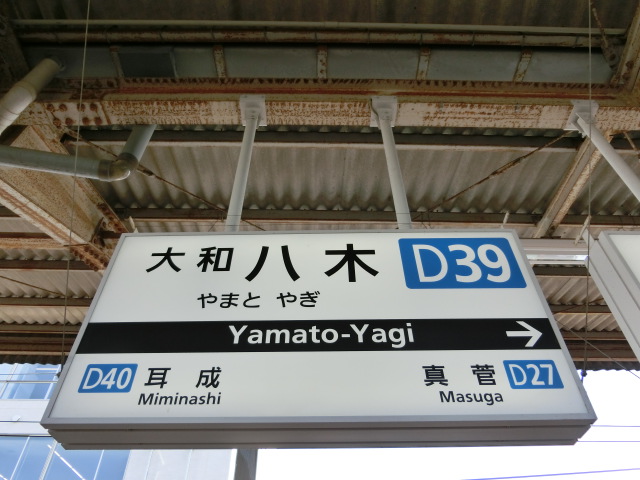 大和八木 D39
やまと やぎ
Yamato-Yagi →
D40 耳成 真菅 D27
Miminashi Masuga